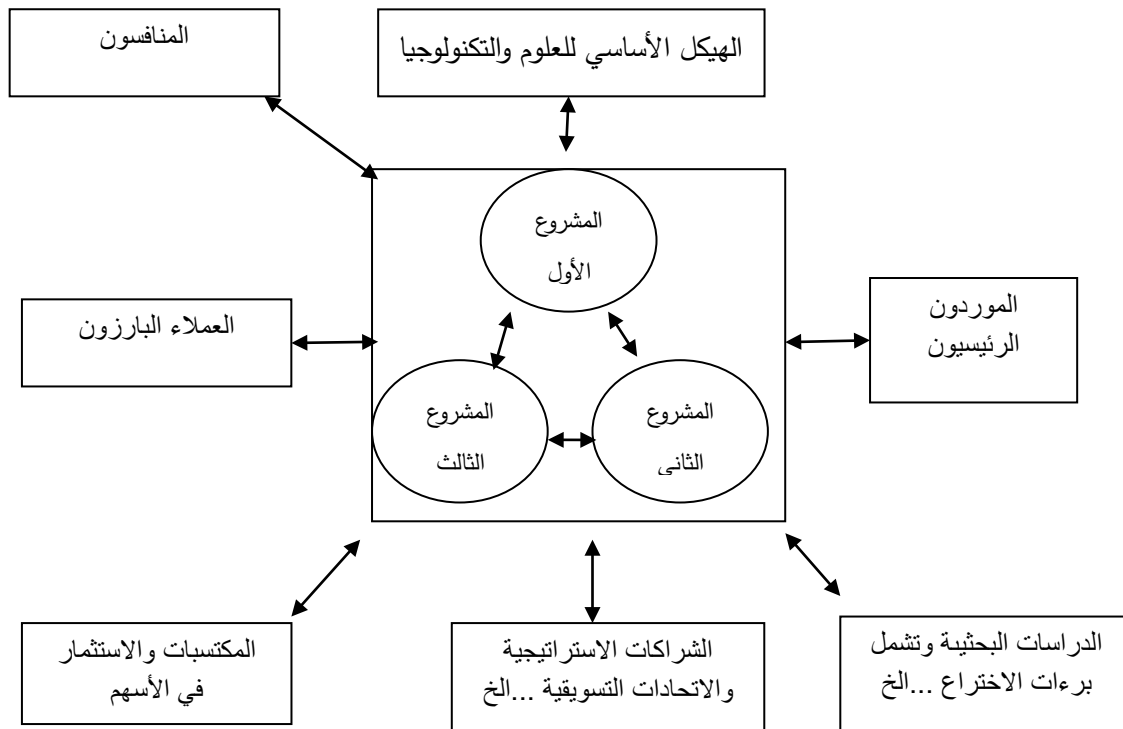 المنافسون
الهيكل الأساسي للعلوم والتكنولوجيا
المشروع
الأول
الموردون
الرئيسيون
العملاء البارزون
المشروع
الثاني
المشروع
الثالث
الدراسات البحثية وتشمل
برءات الاختراع ...الخ
الشراكات الاستراتيجية
والاتحادات التسويقية ...الخ
المكتسبات والاستثمار
في الأسهم